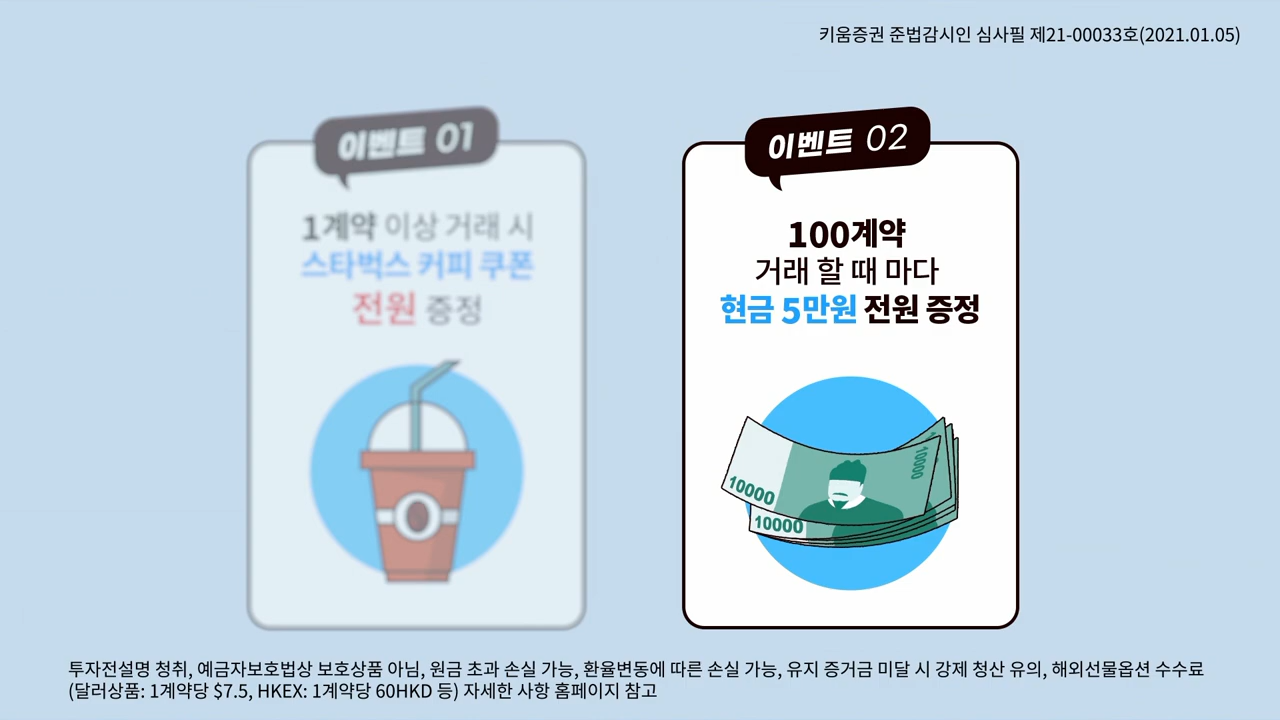 키움증권 준법감시인 심사필 제21-00033호(2021.01.05)
이벤트 01
1계약 이상 거래 시
스타벅스 커피 쿠폰
전원 증정
이벤트 02
100계약
거래 할 때 마다
현금 5만원 전원 증정
10000
10000
10000
투자전설명 청취, 예금자보호법상 보호상품 아님, 원금 초과 손실 가능, 환율변동에 따른 손실 가능, 유지 증거금 미달 시 강제 청산 유의, 해외선물옵션 수수료
(달러상품: 1계약당 $7.5, HKEX: 1계약당 60HKD 등) 자세한 사항 홈페이지 참고